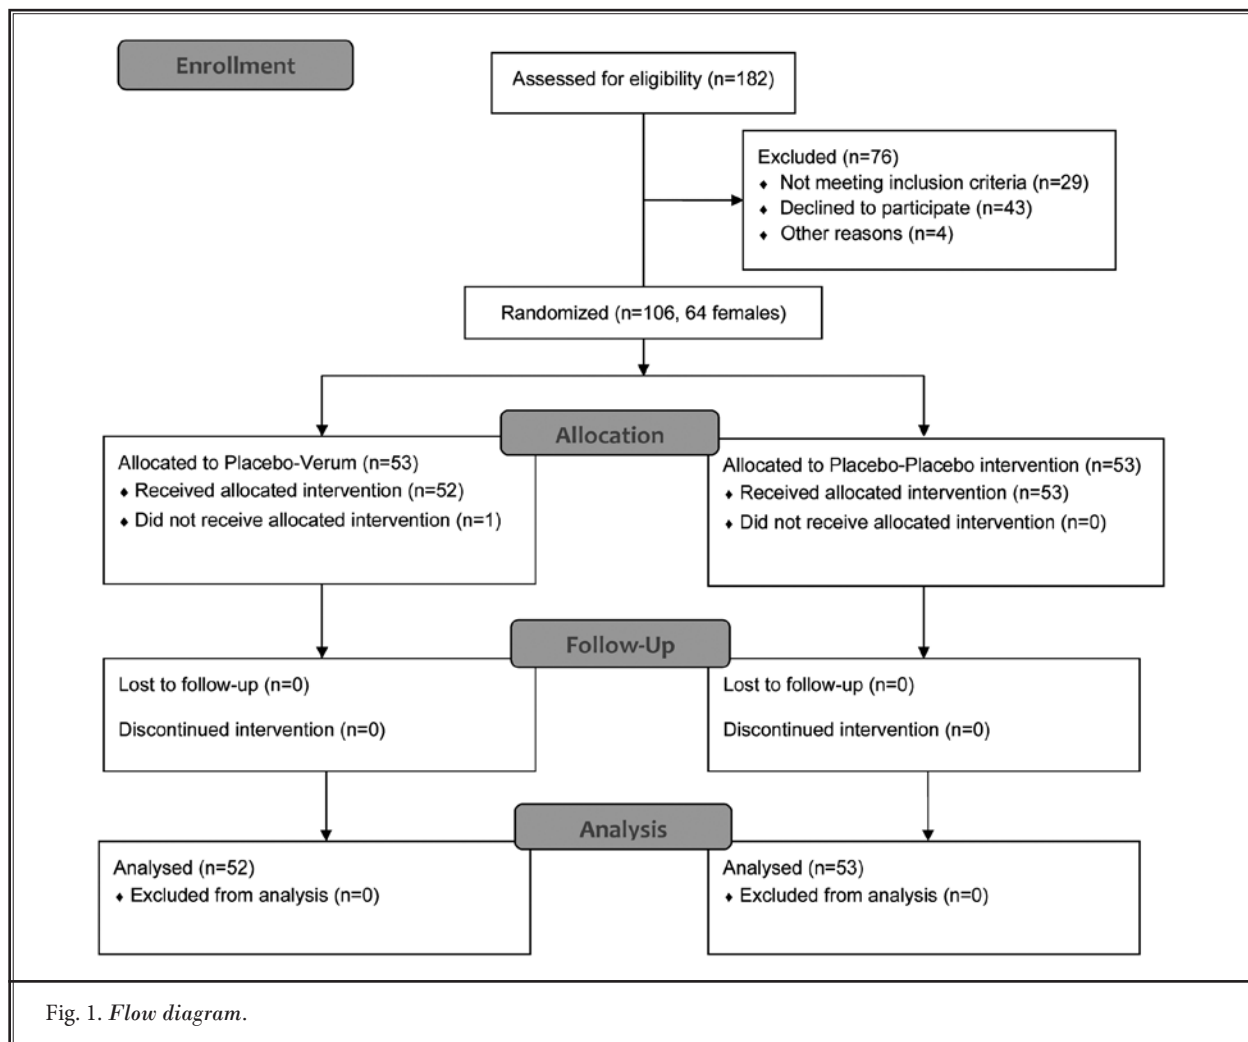 Enrollment
Assessed for eligibility (n=182)
Excluded (n=76)
♦ Not meeting inclusion criteria (n=29)
♦ Declined to participate (n=43)
♦ Other reasons (n=4)
Randomized (n=106, 64 females)
Allocation
Allocated to Placebo-Verum (n=53)
♦ Received allocated intervention (n=52)
♦ Did not receive allocated intervention (n=1)
Allocated to Placebo-Placebo intervention (n=53)
♦ Received allocated intervention (n=53)
♦ Did not receive allocated intervention (n=0)
Follow-Up
Lost to follow-up (n=0)
Discontinued intervention (n=0)
Lost to follow-up (n=0)
Discontinued intervention (n=0)
Analysis
Analysed (n=52)
♦ Excluded from analysis (n=0)
Analysed (n=53)
♦ Excluded from analysis (n=0)
Fig. 1. Flow diagram.